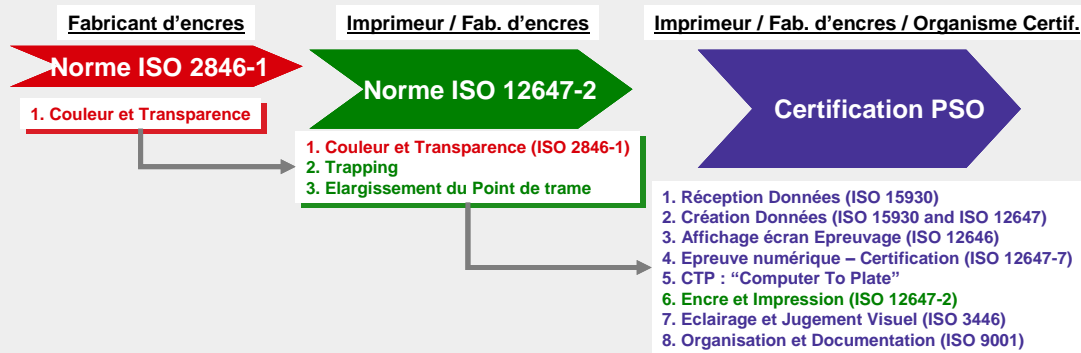 Fabricant d'encres
Imprimeur / Fab. d'encres
Imprimeur / Fab. d'encres / Organisme Certif.
Norme ISO 2846-1
Norme ISO 12647-2
Certification PSO
1. Couleur et Transparence
1. Couleur et Transparence (ISO 2846-1)
2. Trapping
3. Elargissement du Point de trame
1. Réception Données (ISO 15930)
2. Création Données (ISO 15930 and ISO 12647)
3. Affichage écran Epreuvage (ISO 12646)
4. Epreuve numérique – Certification (ISO 12647-7)
5. CTP : “Computer To Plate”
6. Encre et Impression (ISO 12647-2)
7. Eclairage et Jugement Visuel (ISO 3446)
8. Organisation et Documentation (ISO 9001)